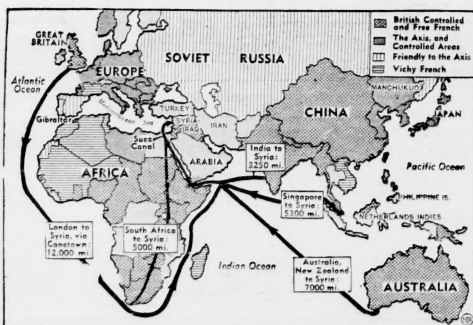 GREAT
BRITAIN
Atlantic
Ocean
EUROPE
SOVIET RUSSIA
British Controlled
and Free French
The Axis, and
Controlled Areas
Friendly to the Axis
Vichy French
MANCHUKUO
JAPAN
CHINA
Gibraltar
Mediterranean Sea
TURKEY
SYRIA
IRAQ
IRAN
Suez
Canal
ARABIA
AFRICA
India to
Syria:
3250 mi.
Pacific Ocean
Singapore
to Syria:
5300 mi.
PHILIPPINE IS.
NETHERLANDS INDIES
London to
Syria, via
Capetown:
12,000 mi.
South Africa
to Syria:
5000 mi.
Indian Ocean
Australia,
New Zealand
to Syria:
7000 mi.
AUSTRALIA